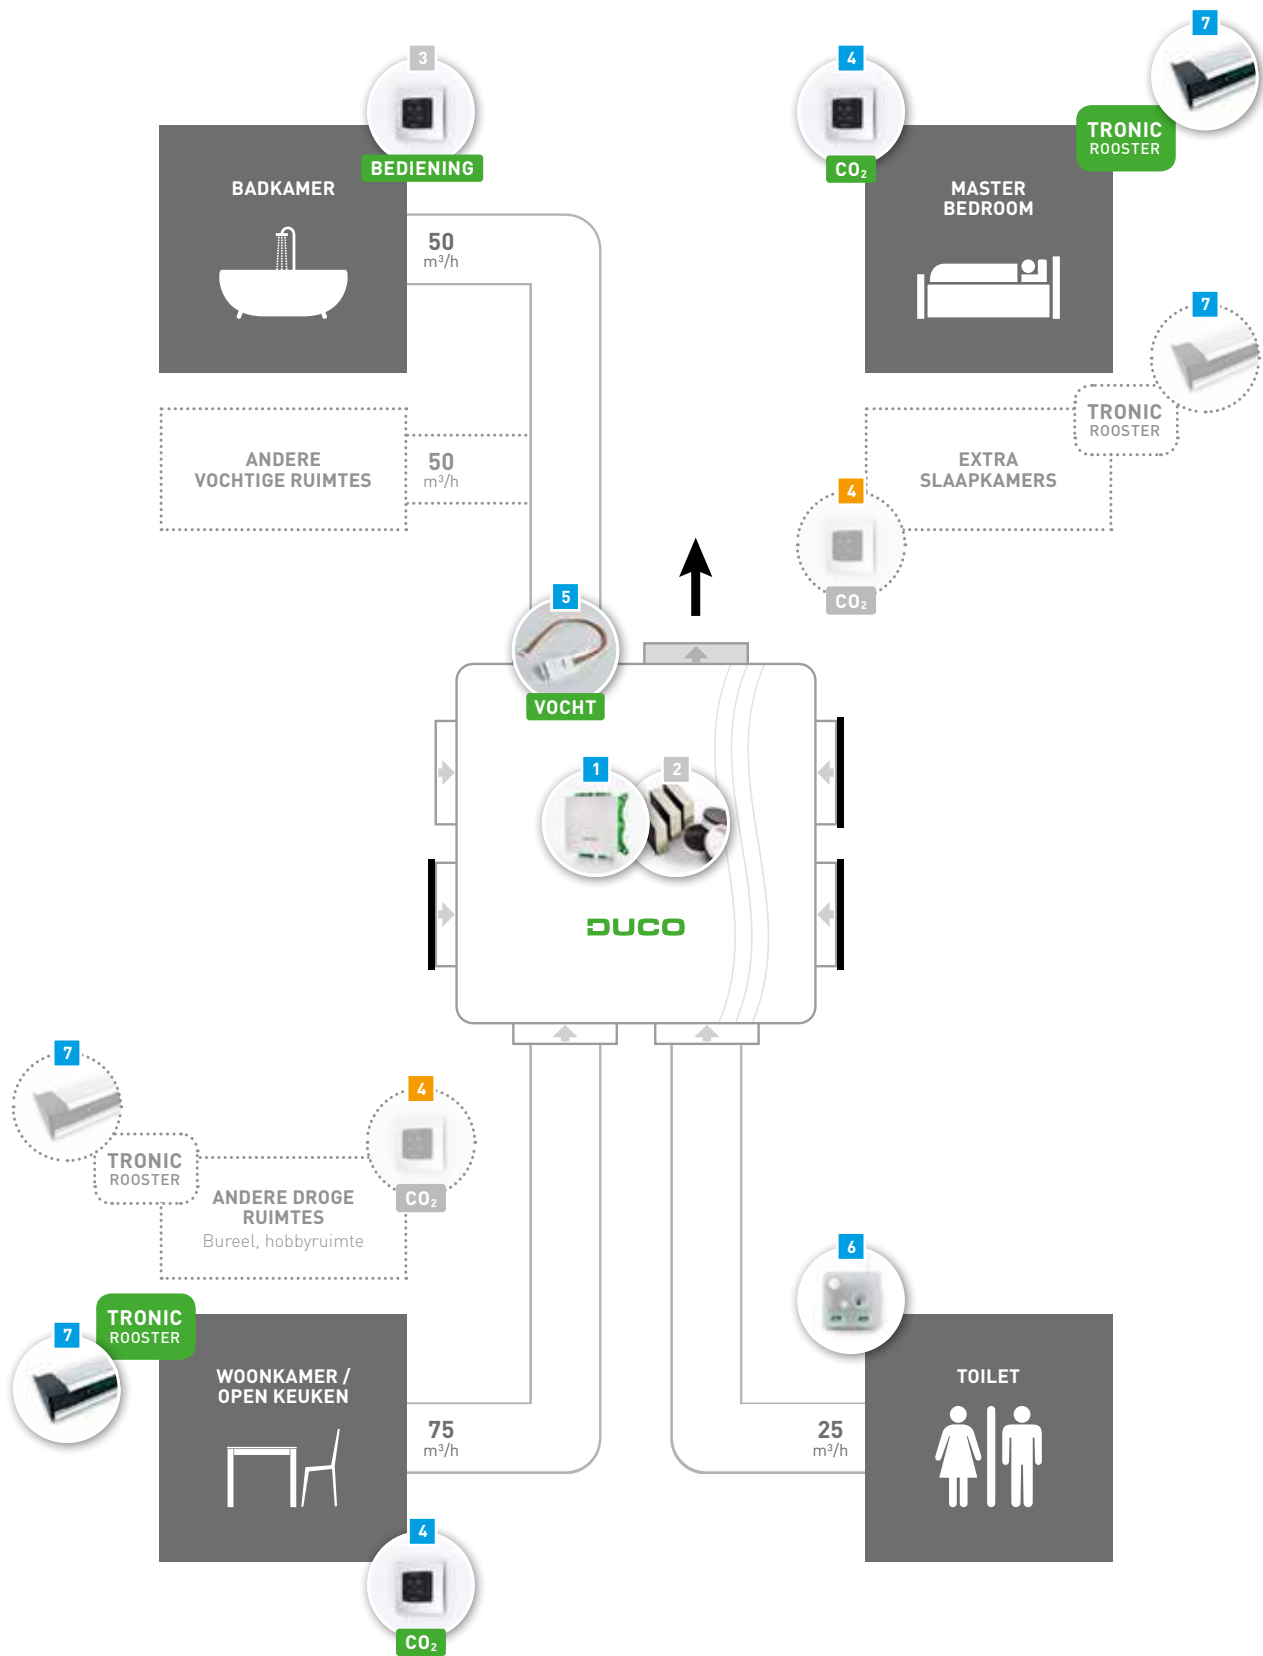 3
BEDIENING
BADKAMER
50
m³/h
4
CO₂
7
TRONIC
ROOSTER
MASTER
BEDROOM
ANDERE
VOCHTIGE RUIMTES
50
m³/h
7
TRONIC
ROOSTER
EXTRA
SLAAPKAMERS
4
CO₂
5
VOCHT
1
2
DUCO
7
TRONIC
ROOSTER
4
CO₂
ANDERE DROGE
RUIMTES
Bureel, hobbyruimte
7
TRONIC
ROOSTER
WOONKAMER /
OPEN KEUKEN
75
m³/h
4
CO₂
6
TOILET
25
m³/h